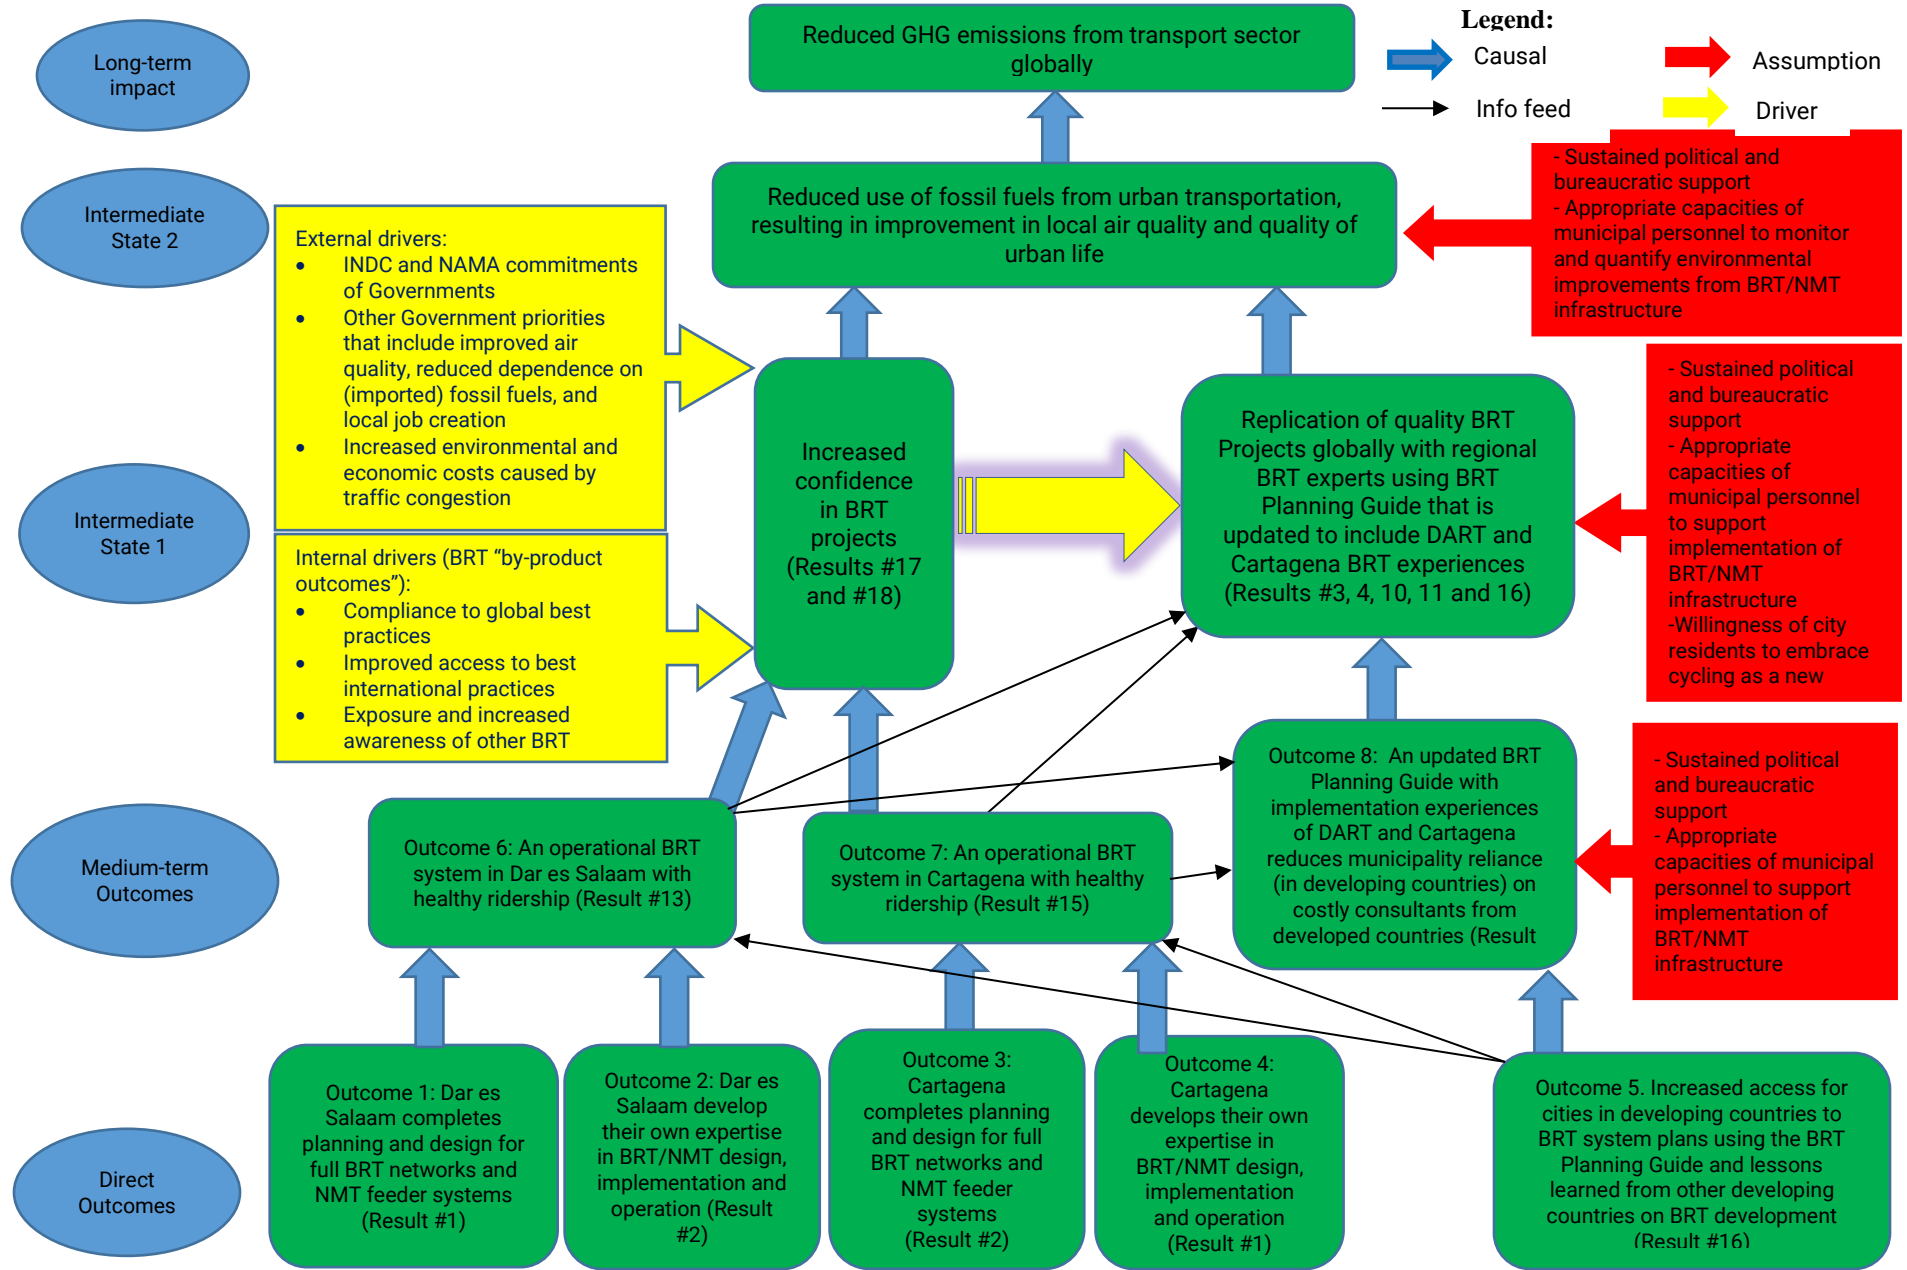 Legend:
Causal
Assumption
Info feed
Driver
Long-term
impact
Reduced GHG emissions from transport sector
globally
Intermediate
State 2
Reduced use of fossil fuels from urban transportation,
resulting in improvement in local air quality and quality of
urban life
- Sustained political and
bureaucratic support
- Appropriate capacities of
municipal personnel to monitor
and quantify environmental
improvements from BRT/NMT
infrastructure
External drivers:
• INDC and NAMA commitments
of Governments
• Other Government priorities
that include improved air
quality, reduced dependence on
(imported) fossil fuels, and
local job creation
• Increased environmental and
economic costs caused by
traffic congestion
Intermediate
State 1
Internal drivers (BRT “by-product
outcomes”):
• Compliance to global best
practices
• Improved access to best
international practices
• Exposure and increased
awareness of other BRT
Increased
confidence
in BRT
projects
(Results #17
and #18)
Replication of quality BRT
Projects globally with regional
BRT experts using BRT
Planning Guide that is
updated to include DART and
Cartagena BRT experiences
(Results #3, 4, 10, 11 and 16)
- Sustained political
and bureaucratic
support
- Appropriate
capacities of
municipal personnel
to support
implementation of
BRT/NMT
infrastructure
-Willingness of city
residents to embrace
cycling as a new
Medium-term
Outcomes
Outcome 6: An operational BRT
system in Dar es Salaam with
healthy ridership (Result #13)
Outcome 7: An operational BRT
system in Cartagena with healthy
ridership (Result #15)
Outcome 8: An updated BRT
Planning Guide with
implementation experiences
of DART and Cartagena
reduces municipality reliance
(in developing countries) on
costly consultants from
developed countries (Result
- Sustained political
and bureaucratic
support
- Appropriate
capacities of municipal
personnel to support
implementation of
BRT/NMT
infrastructure
Direct
Outcomes
Outcome 1: Dar es
Salaam completes
planning and design for
full BRT networks and
NMT feeder systems
(Result #1)
Outcome 2: Dar es
Salaam develop
their own expertise
in BRT/NMT design,
implementation and
operation (Result
#2)
Outcome 3:
Cartagena
completes planning
and design for full
BRT networks and
NMT feeder
systems
(Result #2)
Outcome 4:
Cartagena
develops their own
expertise in
BRT/NMT design,
implementation
and operation
(Result #1)
Outcome 5. Increased access for
cities in developing countries to
BRT system plans using the BRT
Planning Guide and lessons
learned from other developing
countries on BRT development
(Result #16)